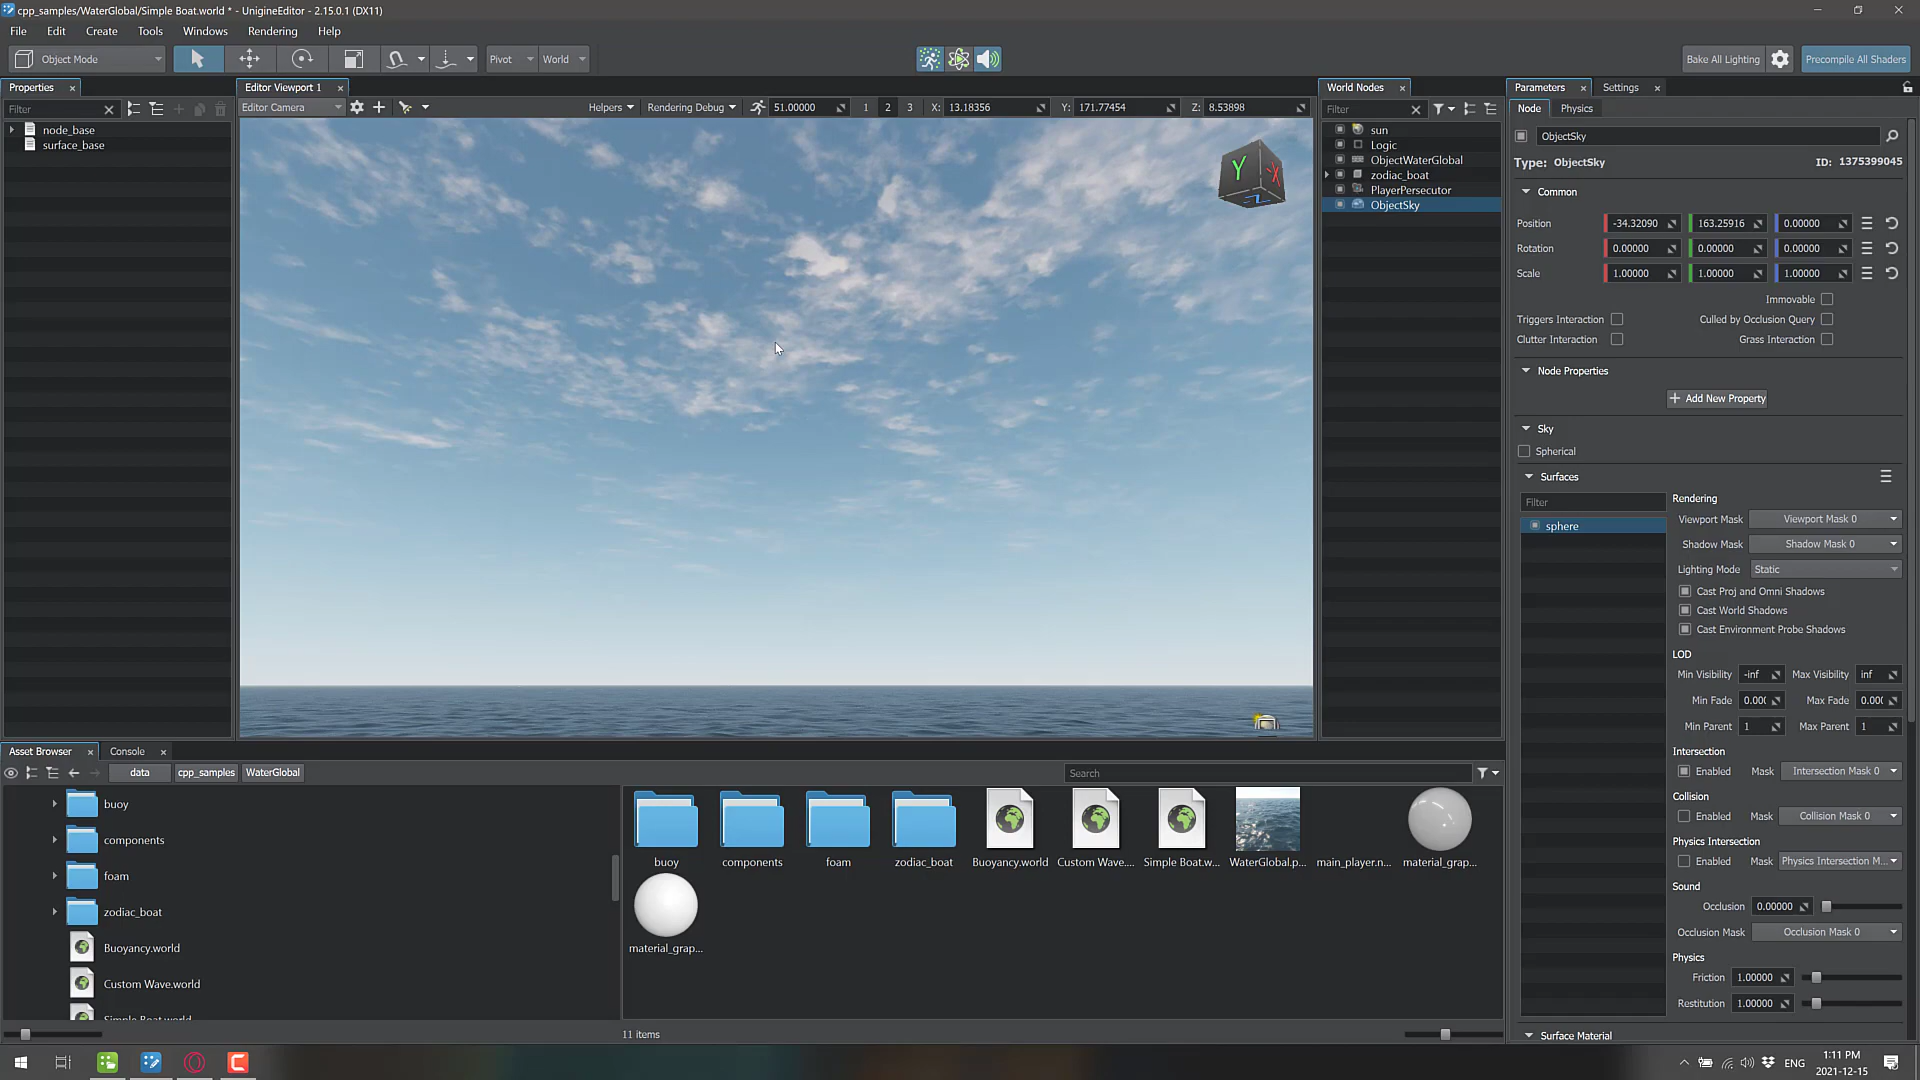 cpp_samples/WaterGlobal/Simple Boat.world * - UnigineEditor - 2.15.0.1 (DX11)
File Edit Create Tools Windows Rendering Help
Object Mode Pivot World Bake All Lighting Precompile All Shaders
Properties
Filter
node_base
surface_base
Editor Viewport 1
Editor Camera Helpers Rendering Debug 51.00000 1 2 3 X: 13.18356 Y: 171.77454 Z: 8.53898
Y X Z
World Nodes
Filter
sun
Logic
ObjectWaterGlobal
zodiac_boat
PlayerPersecutor
ObjectSky
Parameters Settings
Node Physics
ObjectSky
Type: ObjectSky ID: 1375399045
Common
Position -34.32090 163.25916 0.00000
Rotation 0.00000 0.00000 0.00000
Scale 1.00000 1.00000 1.00000
Immovable
Triggers Interaction Culled by Occlusion Query
Clutter Interaction Grass Interaction
Node Properties
+ Add New Property
Sky
Spherical
Surfaces
Filter
sphere
Rendering
Viewport Mask Viewport Mask 0
Shadow Mask Shadow Mask 0
Lighting Mode Static
Cast Proj and Omni Shadows
Cast World Shadows
Cast Environment Probe Shadows
LOD
Min Visibility -inf Max Visibility inf
Min Fade 0.00( Max Fade 0.00(
Min Parent 1 Max Parent 1
Intersection
Enabled Mask Intersection Mask 0
Collision
Enabled Mask Collision Mask 0
Physics Intersection
Enabled Mask Physics Intersection M...
Sound
Occlusion 0.00000
Occlusion Mask Occlusion Mask 0
Physics
Friction 1.00000
Restitution 1.00000
Surface Material
Asset Browser Console
data cpp_samples WaterGlobal Search
buoy
components
foam
zodiac_boat
Buoyancy.world
Custom Wave.world
Simple Boat.world
buoy components foam zodiac_boat Buoyancy.world Custom Wave.... Simple Boat.w... WaterGlobal.p... main_player.n... material_grap...
material_grap...
11 items
ENG 1:11 PM
2021-12-15